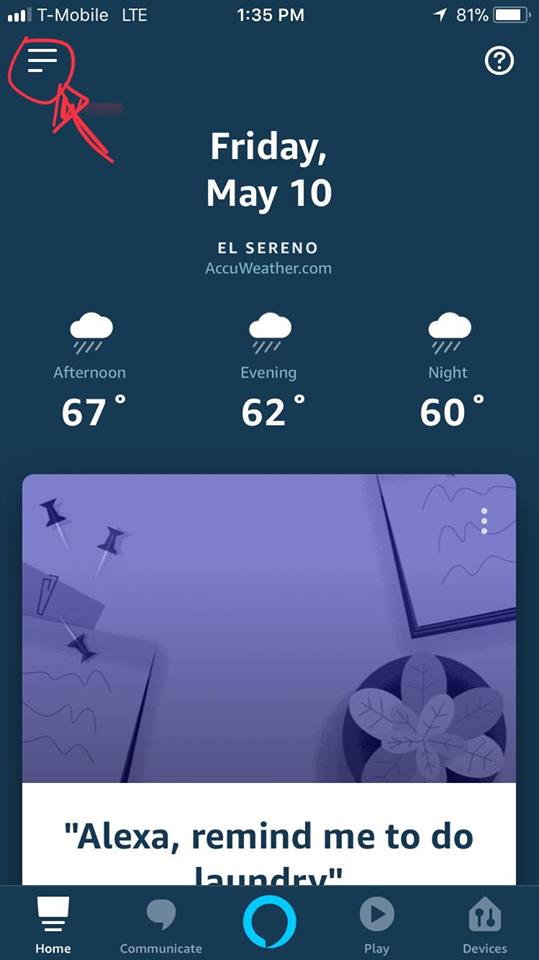 T-Mobile LTE 1:35 PM 81%
Friday,
May 10
EL SERENO
AccuWeather.com
Afternoon Evening Night
67° 62° 60°
"Alexa, remind me to do
laundry"
Home Communicate Play Devices